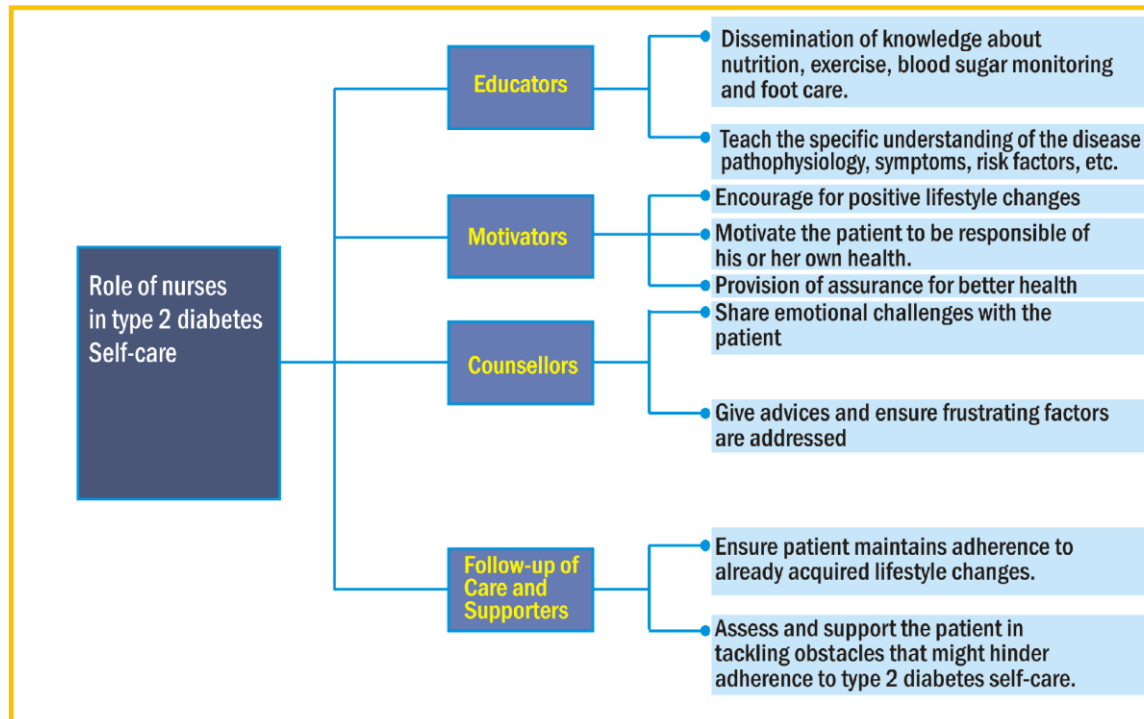 Role of nurses
in type 2 diabetes
Self-care
Educators
Dissemination of knowledge about
nutrition, exercise, blood sugar monitoring
and foot care.
Teach the specific understanding of the disease
pathophysiology, symptoms, risk factors, etc.
Motivators
Encourage for positive lifestyle changes
Motivate the patient to be responsible of
his or her own health.
Provision of assurance for better health
Counsellors
Share emotional challenges with the
patient
Give advices and ensure frustrating factors
are addressed
Follow-up of
Care and
Supporters
Ensure patient maintains adherence to
already acquired lifestyle changes.
Assess and support the patient in
tackling obstacles that might hinder
adherence to type 2 diabetes self-care.